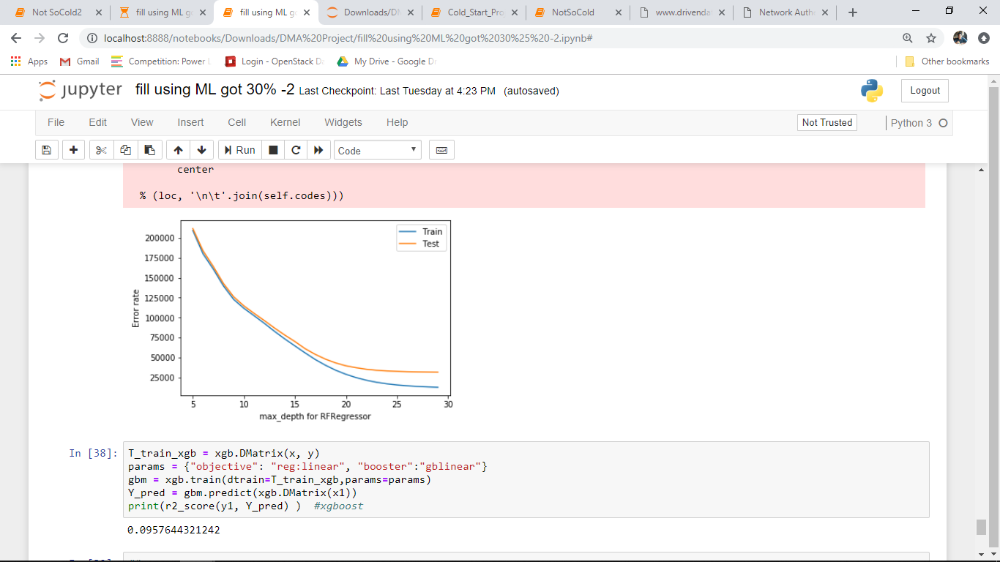 Not SoCold2
fill using ML g
fill using ML g
Downloads/D
Cold_Start_Pro
NotSoCold
www.drivenda
Network Auth
localhost:8888/notebooks/Downloads/DMA%20Project/fill%20using%20ML%20got%2030%25%20-2.ipynb#
Apps
Gmail
Competition: Power
Login - OpenStack D
My Drive - Google D
Other bookmarks
jupyter
fill using ML got 30% -2 Last Checkpoint: Last Tuesday at 4:23 PM (autosaved)
Logout
File Edit View Insert Cell Kernel Widgets Help
Not Trusted
Python 3
Run
Code
center
% (loc, '\n\t'.join(self.codes)))
Train
Test
200000
175000
150000
125000
100000
75000
50000
25000
Error rate
5 10 15 20 25 30
max_depth for RFRegressor
In [38]:
T_train_xgb = xgb.DMatrix(x, y)
params = {"objective": "reg:linear", "booster":"gblinear"}
gbm = xgb.train(dtrain=T_train_xgb,params=params)
Y_pred = gbm.predict(xgb.DMatrix(x1))
print(r2_score(y1, Y_pred) )  #xgboost
0.0957644321242